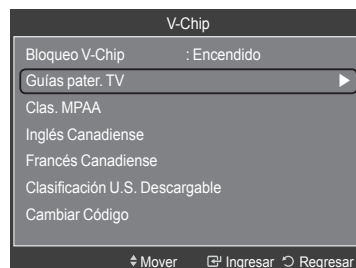 V-Chip
Bloqueo V-Chip : Encendido
Guías pater. TV
Clas. MPAA
Inglés Canadiense
Francés Canadiense
Clasificación U.S. Descargable
Cambiar Código
Mover Ingresar Regresar